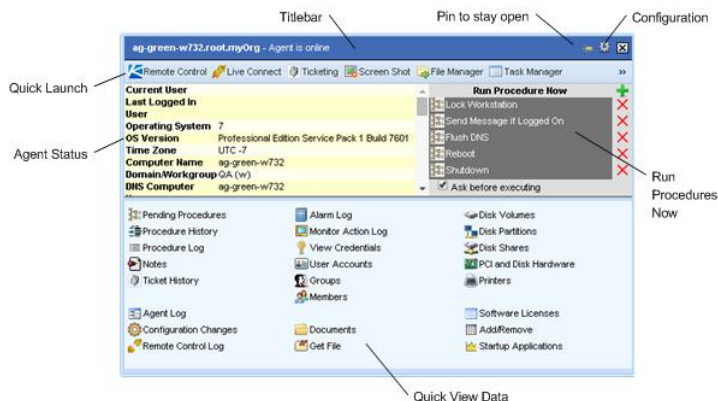 Titlebar
Pin to stay open
Configuration
ag-green-w732.root.myOrg - Agent is online
Quick Launch
Remote Control Live Connect Ticketing Screen Shot File Manager Task Manager »
Current User
Last Logged In
User
Operating System 7
OS Version Professional Edition Service Pack 1 Build 7601
Time Zone UTC -7
Computer Name ag-green-w732
Domain/Workgroup QA (w)
DNS Computer ag-green-w732
Agent Status
Run Procedure Now
Lock Workstation
Send Message if Logged On
Flush DNS
Reboot
Shutdown
Ask before executing
Run
Procedures
Now
Pending Procedures
Procedure History
Procedure Log
Notes
Ticket History
Alarm Log
Monitor Action Log
View Credentials
User Accounts
Groups
Members
Disk Volumes
Disk Partitions
Disk Shares
PCI and Disk Hardware
Printers
Agent Log
Configuration Changes
Remote Control Log
Documents
Get File
Software Licenses
Add/Remove
Startup Applications
Quick View Data